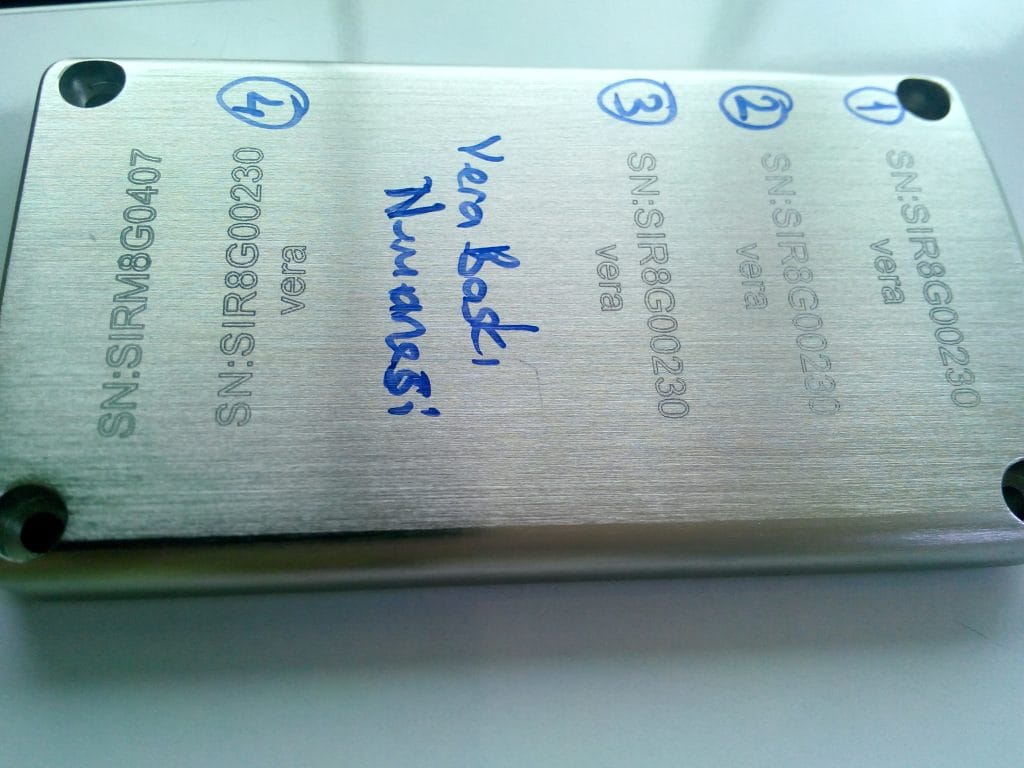 1
SN:SIR8G00230
vera
2
SN:SIR8G00230
vera
3
SN:SIR8G00230
vera
Vera Baskı
Numunesi
4
SN:SIR8G00230
vera
SN:SIRM8G0407